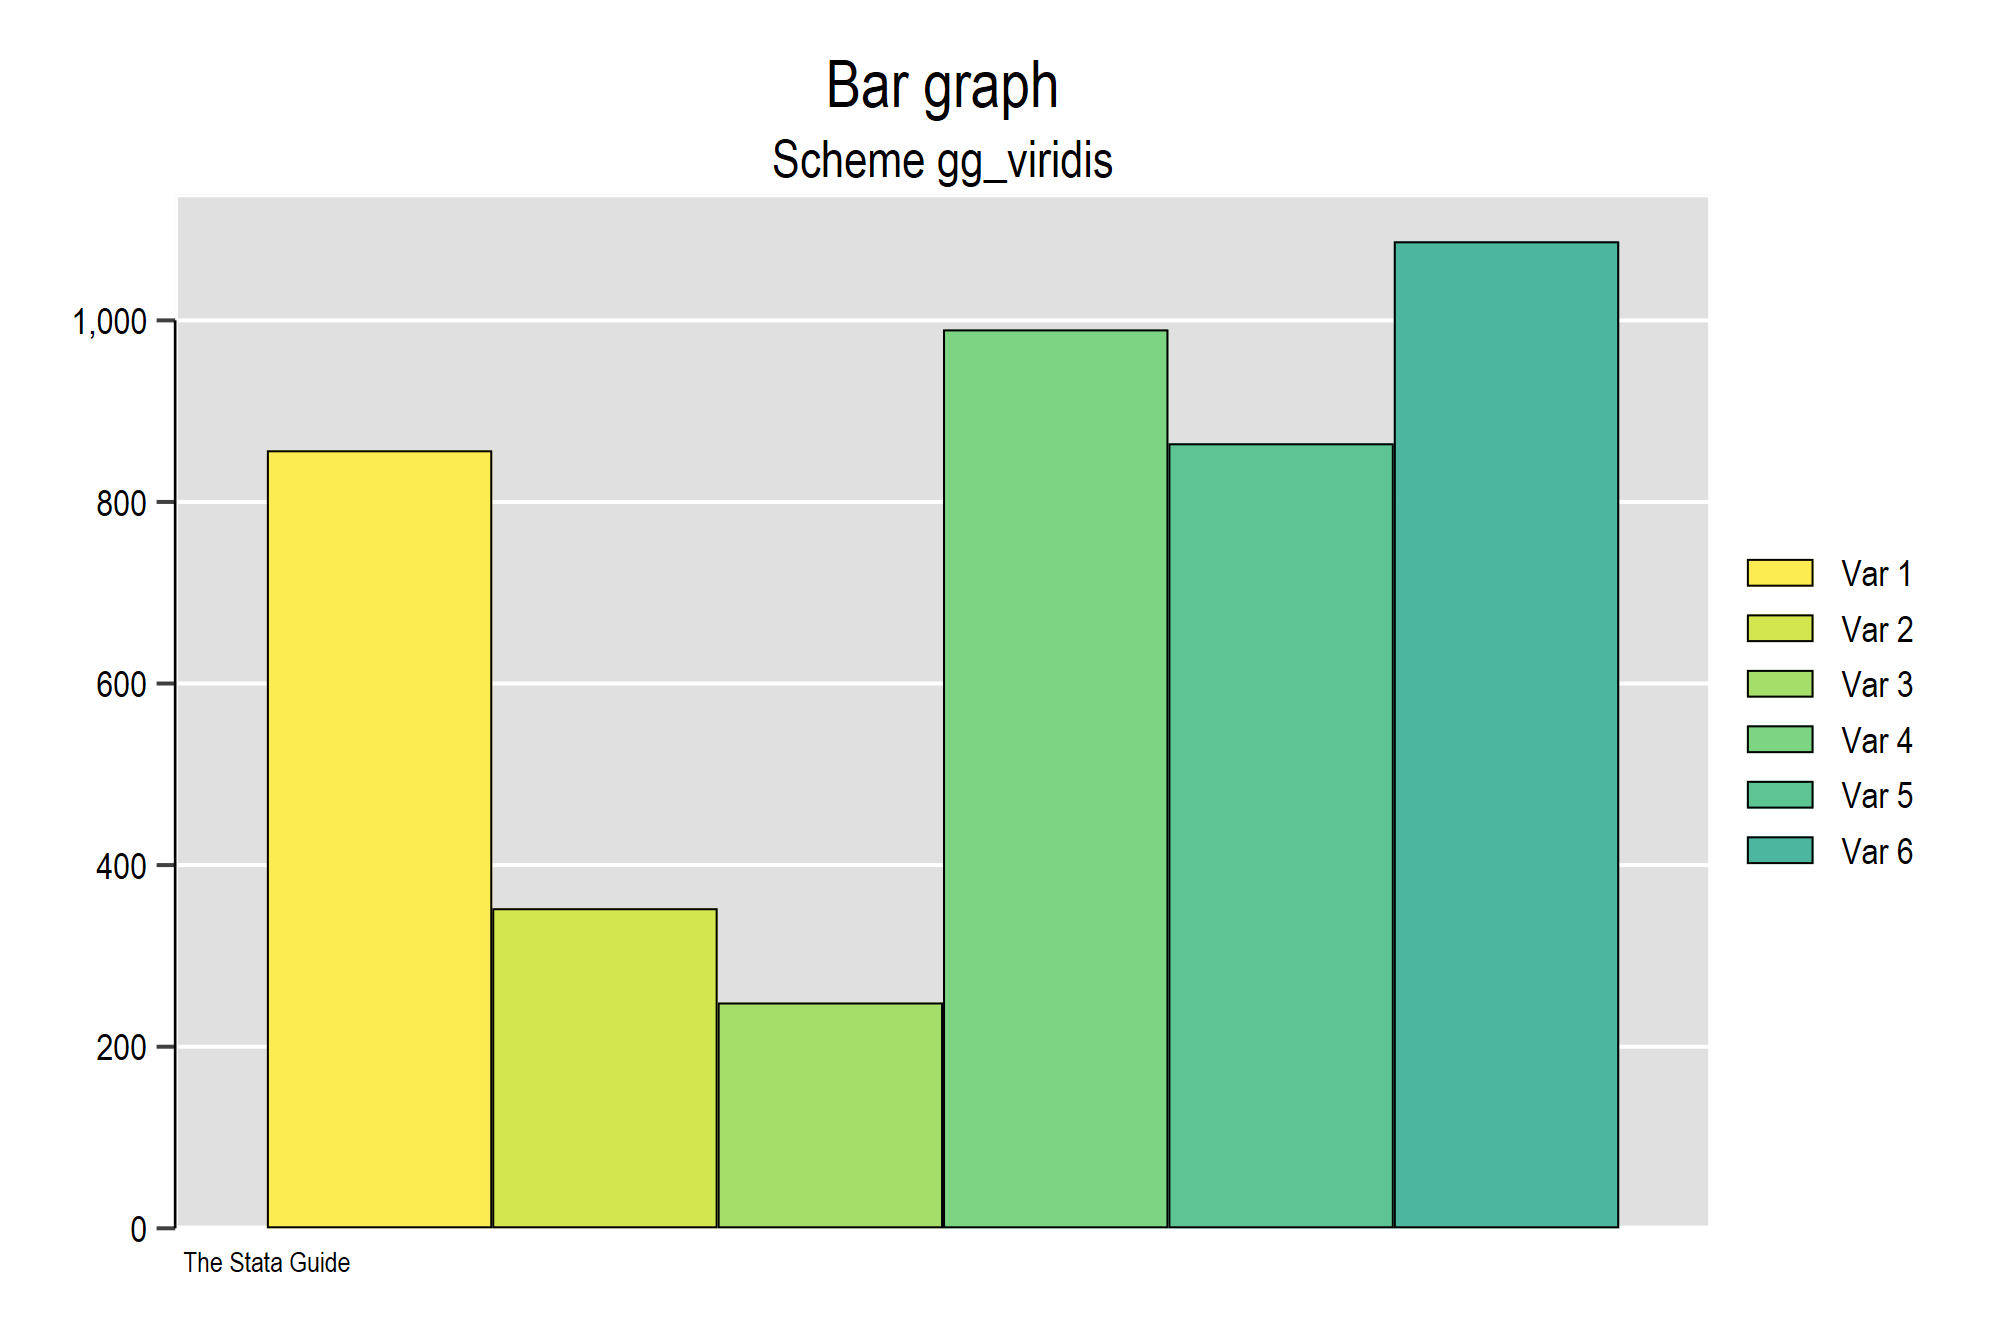 Bar graph
Scheme gg_viridis
1,000
800
600
400
200
0
Var 1
Var 2
Var 3
Var 4
Var 5
Var 6
The Stata Guide